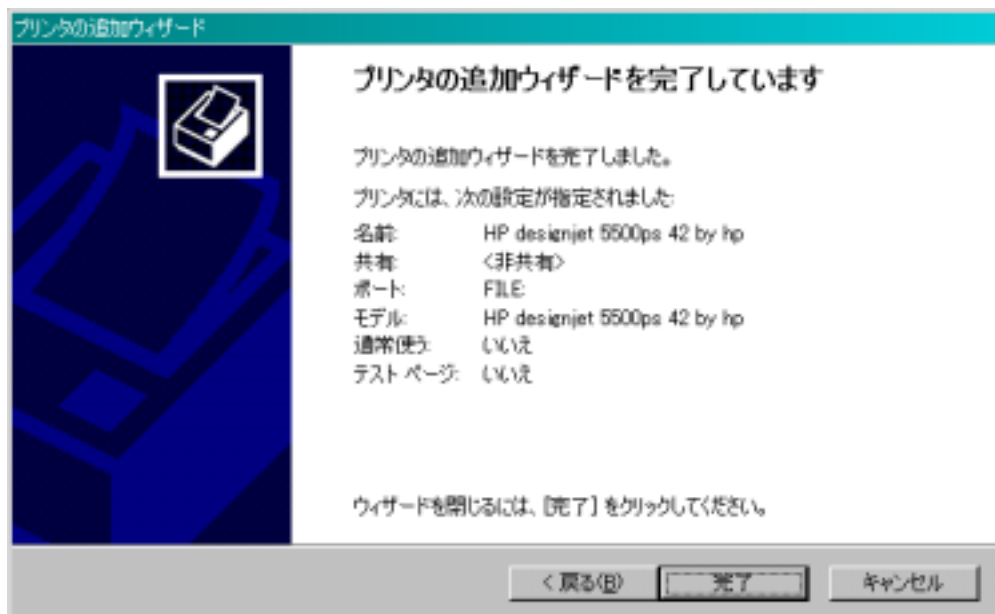 プリンタの追加ウィザード
プリンタの追加ウィザードを完了しています
プリンタの追加ウィザードを完了しました。
プリンタには、次の設定が指定されました:
名前: HP designjet 5500ps 42 by hp
共有: <非共有>
ポート: FILE:
モデル: HP designjet 5500ps 42 by hp
通常使う: いいえ
テスト ページ: いいえ
ウィザードを閉じるには、[完了] をクリックしてください。
< 戻る(B) 完了 キャンセル